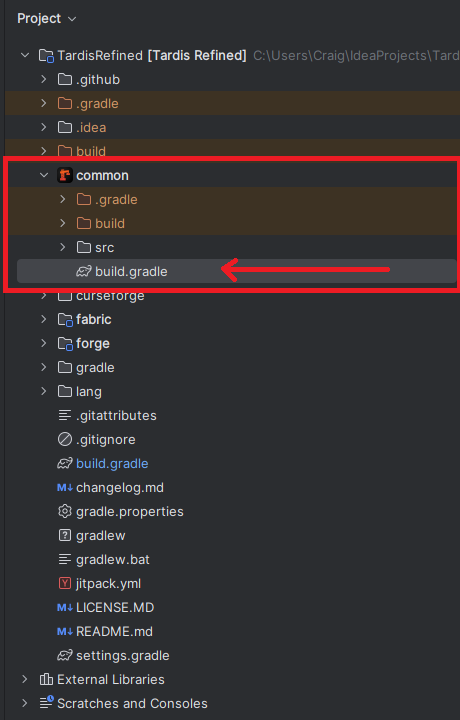 Project
TardisRefined [Tardis Refined] C:\Users\Craig\IdeaProjects\Tard
.github
.gradle
.idea
build
common
.gradle
build
src
build.gradle
curseforge
fabric
forge
gradle
lang
.gitattributes
.gitignore
build.gradle
M↓ changelog.md
gradle.properties
gradlew
gradlew.bat
Y jitpack.yml
M↓ LICENSE.MD
M↓ README.md
settings.gradle
External Libraries
Scratches and Consoles